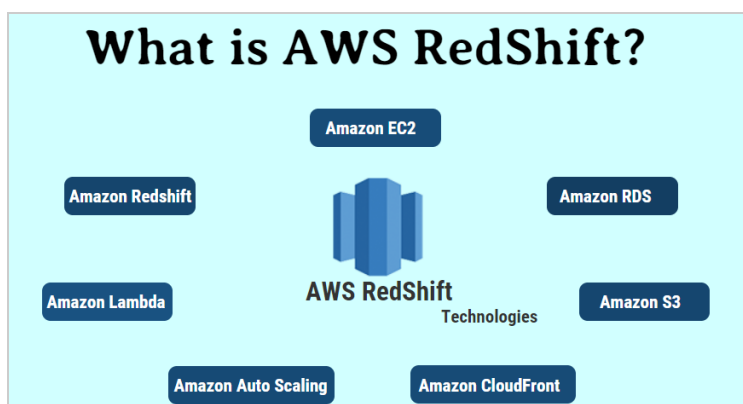 What is AWS RedShift?
Amazon EC2
Amazon Redshift
Amazon RDS
Amazon Lambda
AWS RedShift
Technologies
Amazon S3
Amazon Auto Scaling
Amazon CloudFront